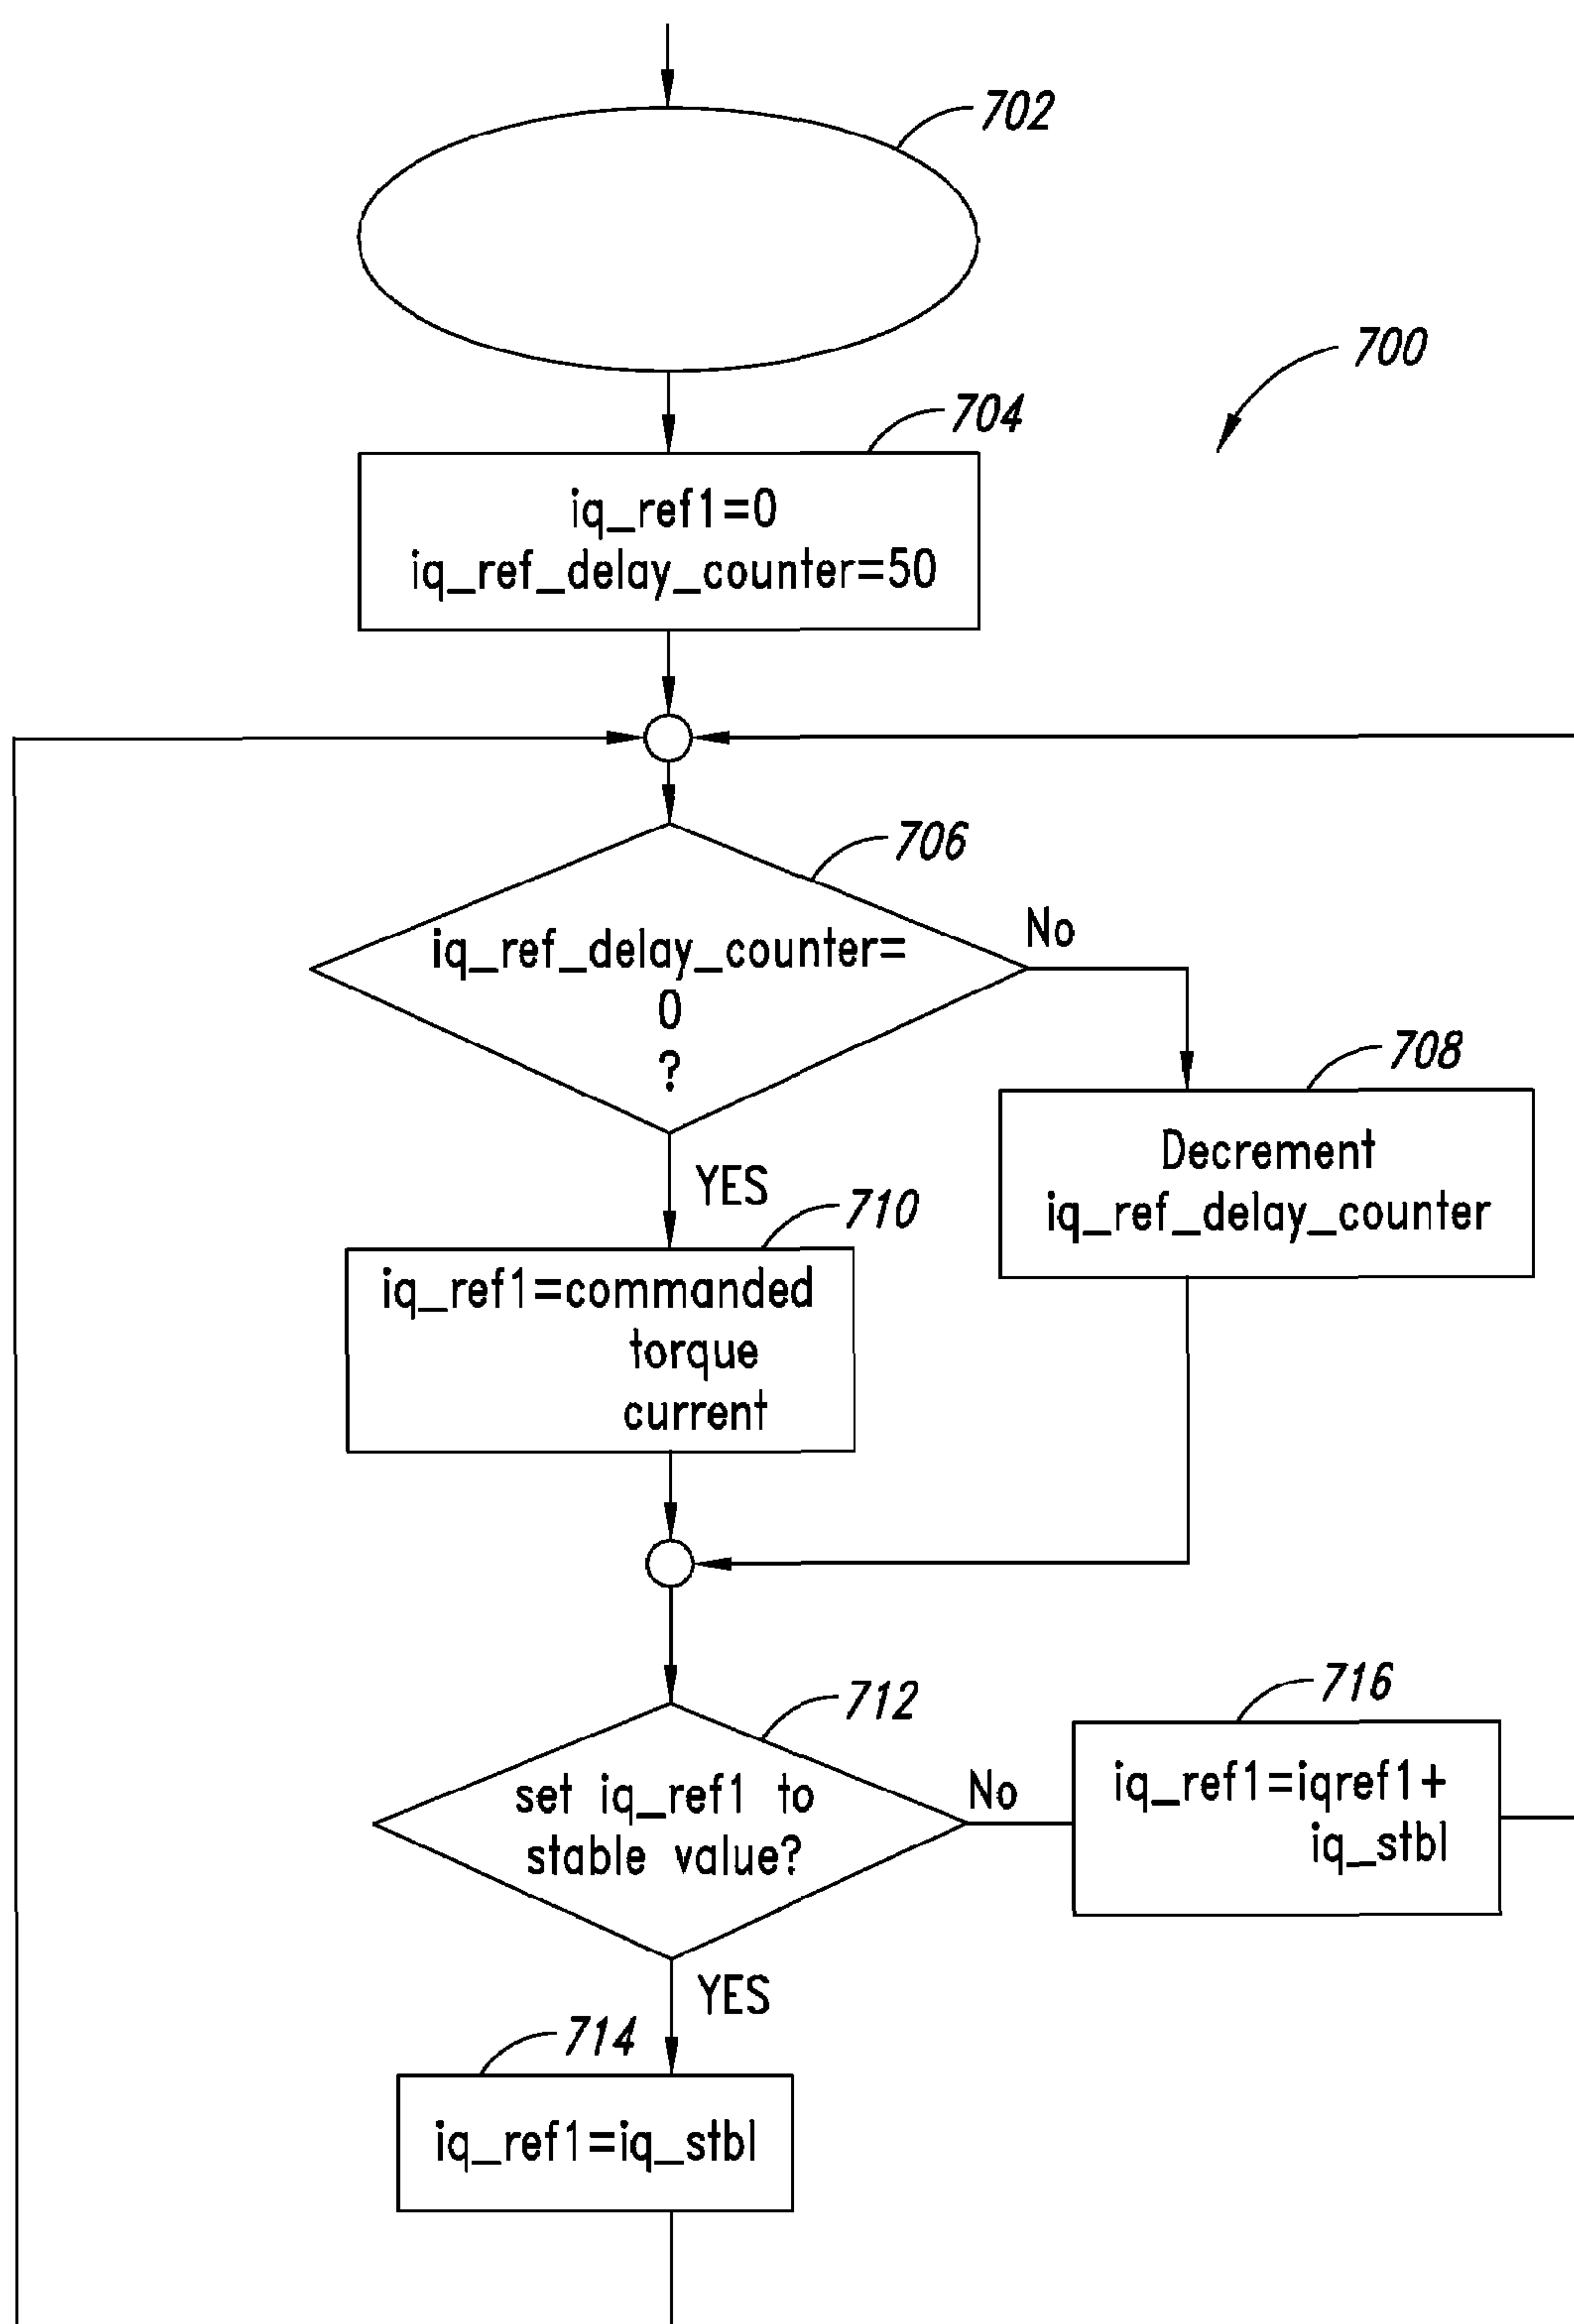 702
700
704
iq_ref1=0
iq_ref_delay_counter=50
706
iq_ref_delay_counter=
0
?
No
708
Decrement
iq_ref_delay_counter
YES
710
iq_ref1=commanded
torque
current
712
set iq_ref1 to
stable value?
No
716
iq_ref1=iqref1+
iq_stbl
YES
714
iq_ref1=iq_stbl